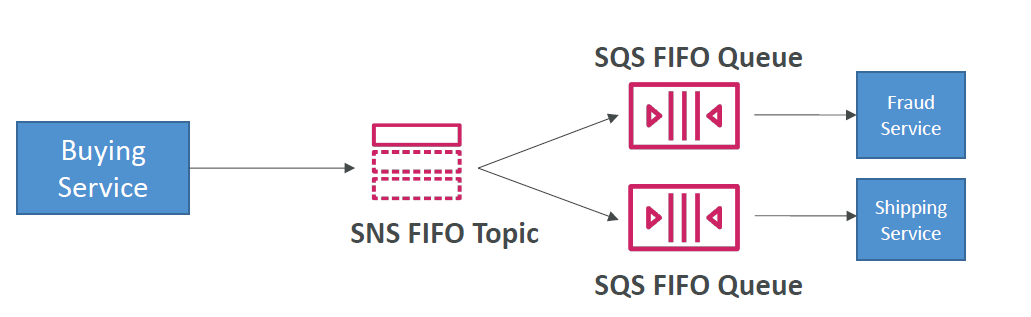 Buying
Service
SNS FIFO Topic
SQS FIFO Queue
Fraud
Service
SQS FIFO Queue
Shipping
Service